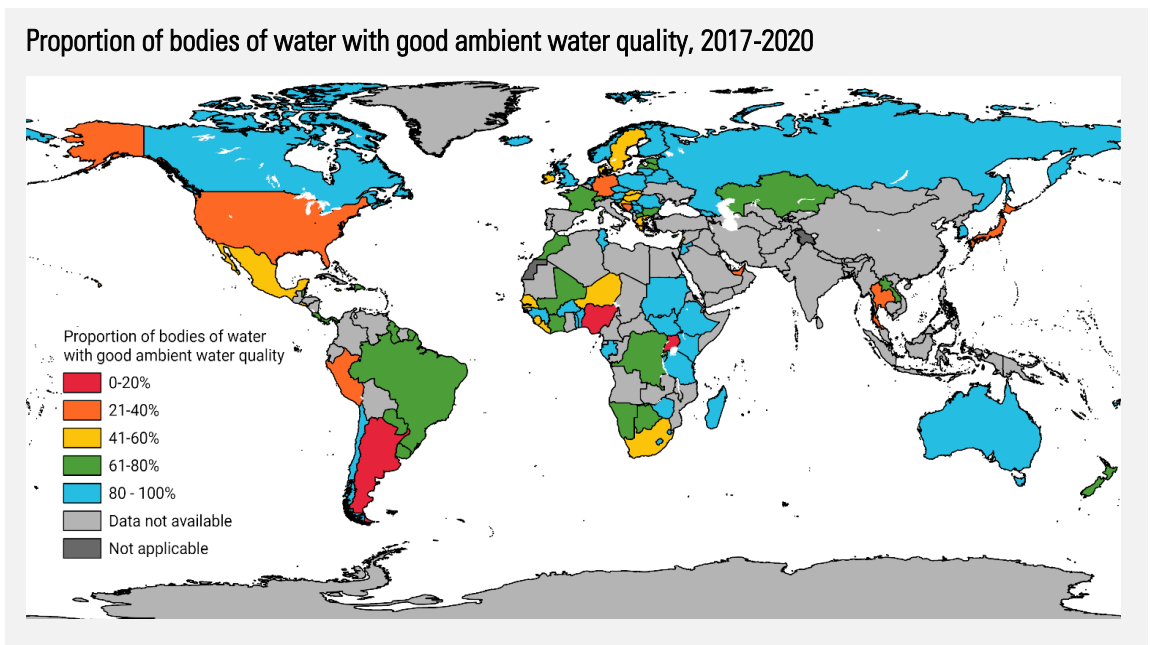 Proportion of bodies of water with good ambient water quality, 2017-2020
Proportion of bodies of water
with good ambient water quality
0-20%
21-40%
41-60%
61-80%
80 - 100%
Data not available
Not applicable